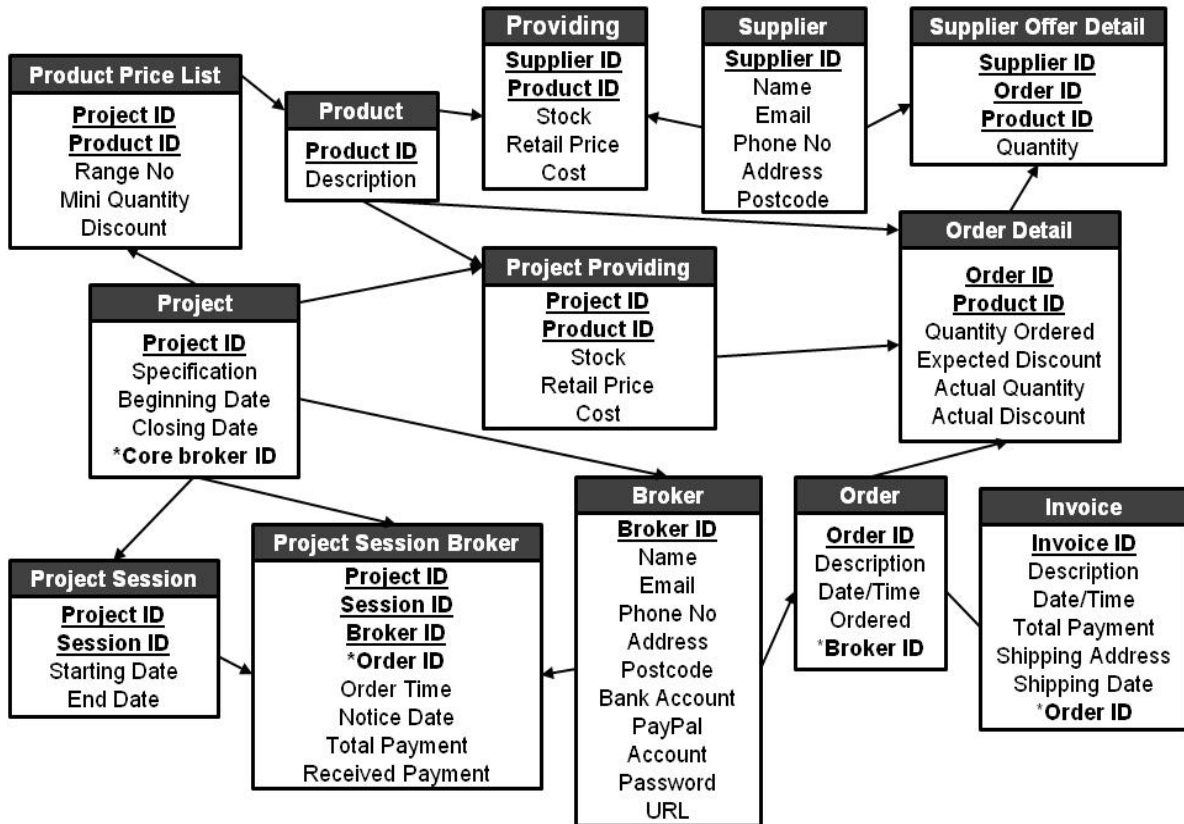 Product Price List
Project ID
Product ID
Range No
Mini Quantity
Discount
Product
Product ID
Description
Providing
Supplier ID
Product ID
Stock
Retail Price
Cost
Supplier
Supplier ID
Name
Email
Phone No
Address
Postcode
Supplier Offer Detail
Supplier ID
Order ID
Product ID
Quantity
Project
Project ID
Specification
Beginning Date
Closing Date
*Core broker ID
Project Providing
Project ID
Product ID
Stock
Retail Price
Cost
Order Detail
Order ID
Product ID
Quantity Ordered
Expected Discount
Actual Quantity
Actual Discount
Project Session
Project ID
Session ID
Starting Date
End Date
Project Session Broker
Project ID
Session ID
Broker ID
*Order ID
Order Time
Notice Date
Total Payment
Received Payment
Broker
Broker ID
Name
Email
Phone No
Address
Postcode
Bank Account
PayPal
Account
Password
URL
Order
Order ID
Description
Date/Time
Ordered
*Broker ID
Invoice
Invoice ID
Description
Date/Time
Total Payment
Shipping Address
Shipping Date
*Order ID